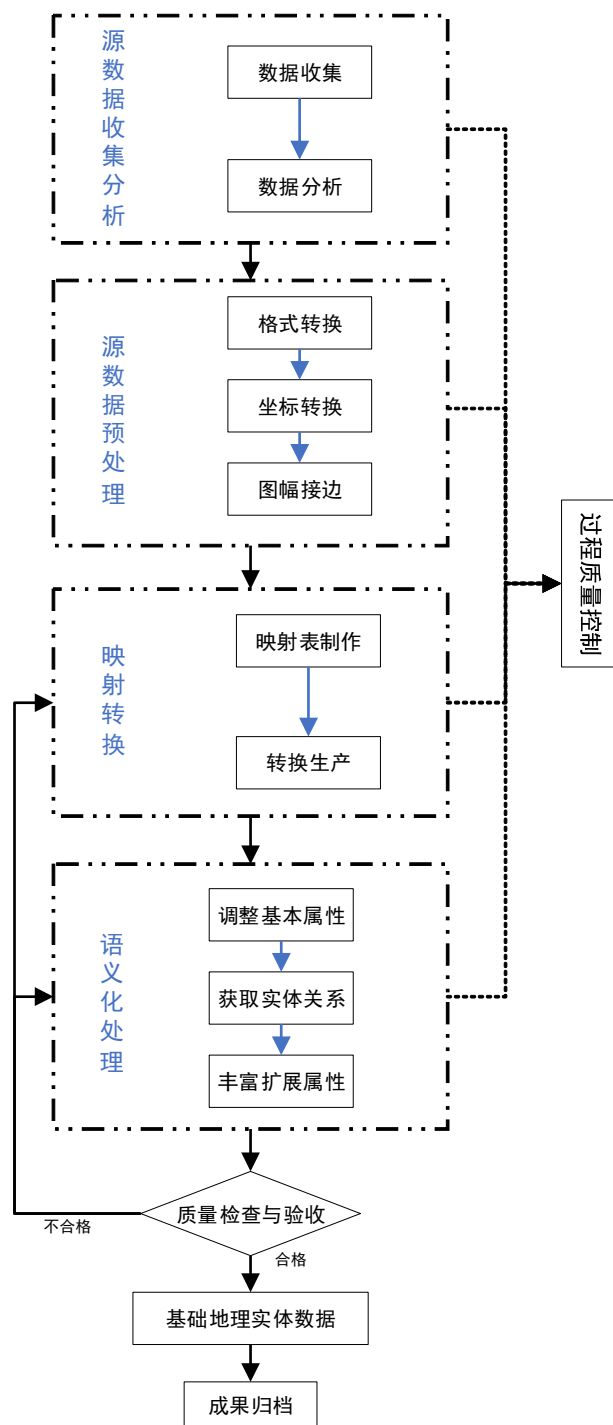 源数据收集分析
数据收集
数据分析
源数据预处理
格式转换
坐标转换
图幅接边
过程质量控制
映射转换
映射表制作
转换生产
语义化处理
调整基本属性
获取实体关系
丰富扩展属性
质量检查与验收
不合格
合格
基础地理实体数据
成果归档